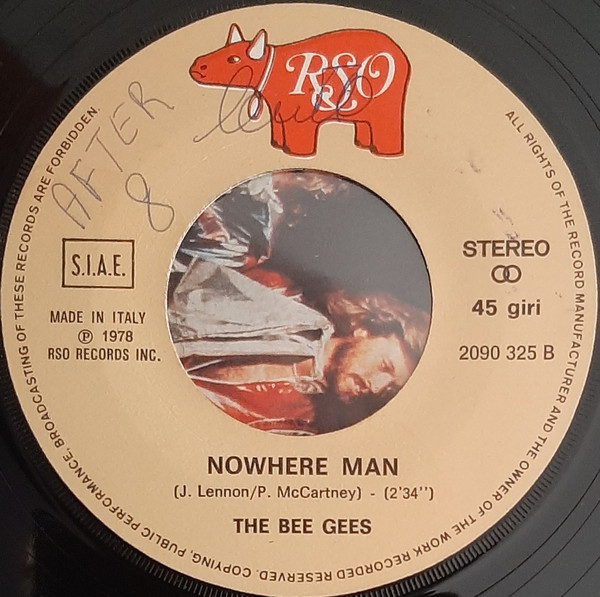 RSO
AFTER
8
S.I.A.E.
MADE IN ITALY
℗ 1978
RSO RECORDS INC.
STEREO
45 giri
2090 325 B
NOWHERE MAN
(J. Lennon/P. McCartney) - (2'34'')
THE BEE GEES
ALL RIGHTS OF THE RECORD MANUFACTURER AND THE OWNER OF THE WORK RECORDED RESERVED. COPYING, PUBLIC PERFORMANCE, BROADCASTING OF THESE RECORDS ARE FORBIDDEN.